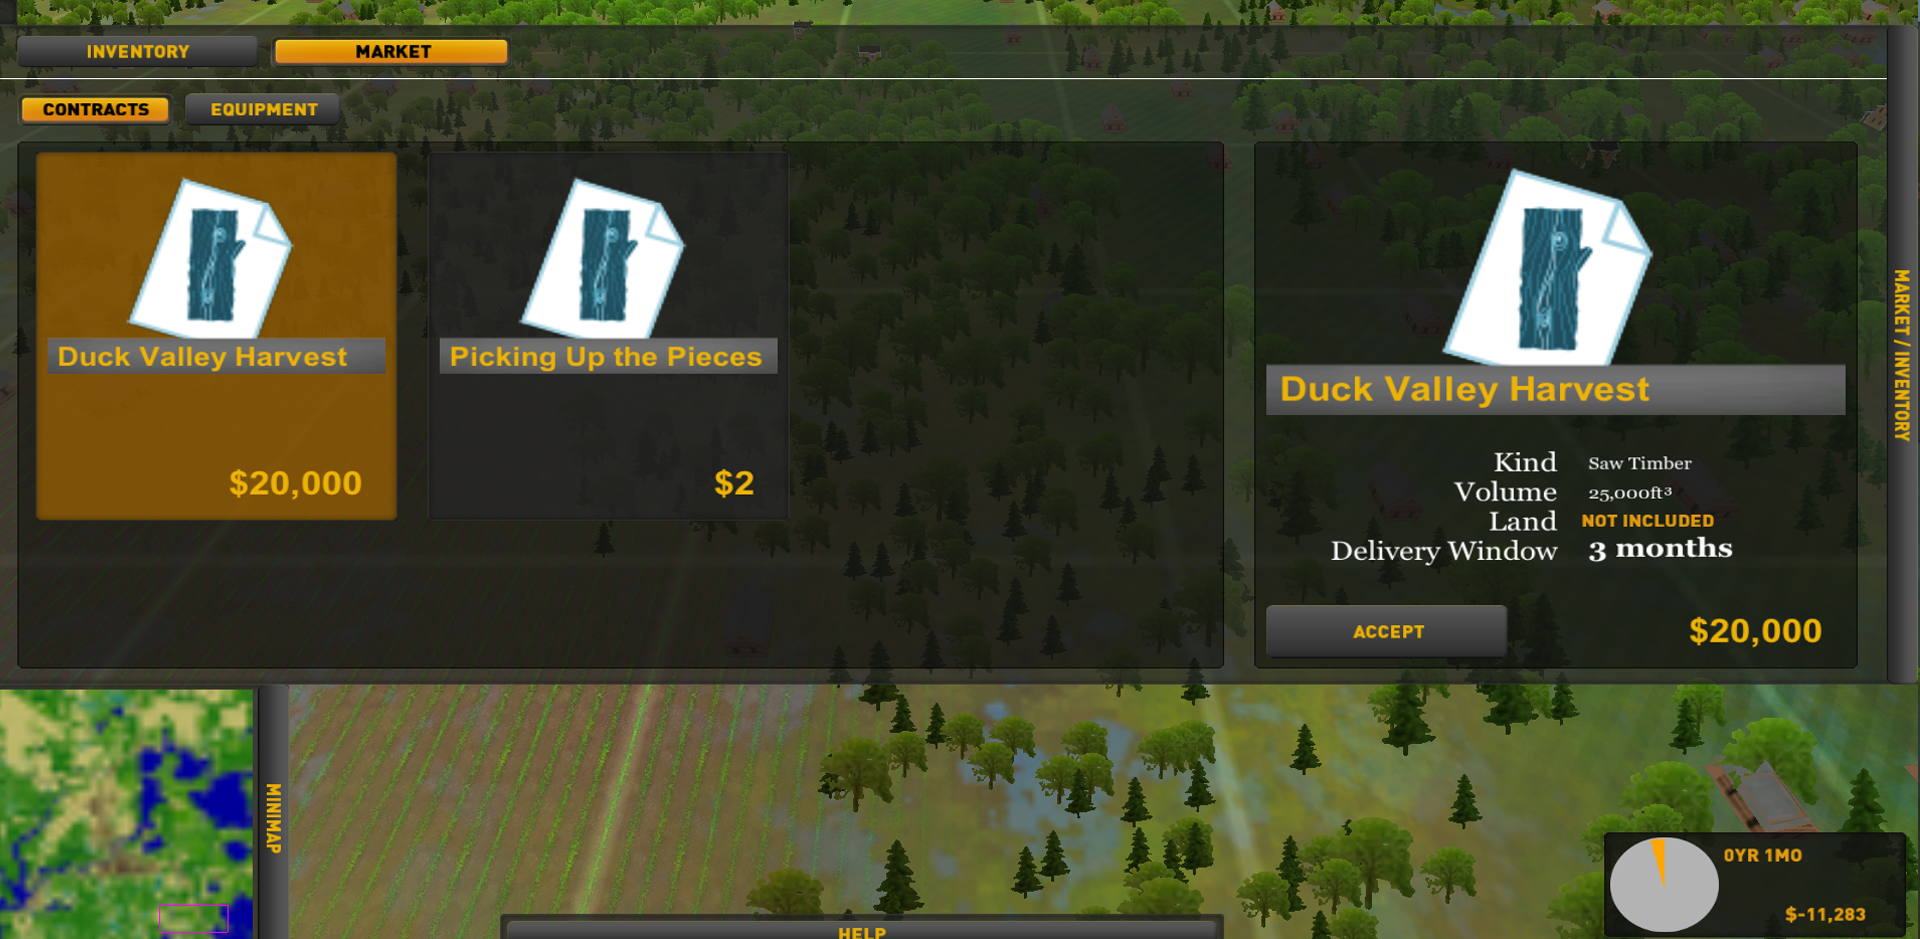 INVENTORY
MARKET
CONTRACTS
EQUIPMENT
Duck Valley Harvest
$20,000
Picking Up the Pieces
$2
Duck Valley Harvest
Kind Saw Timber
Volume 25,000ft³
Land NOT INCLUDED
Delivery Window 3 months
ACCEPT
$20,000
MARKET / INVENTORY
MINIMAP
HELP
0YR 1MO
$-11,283